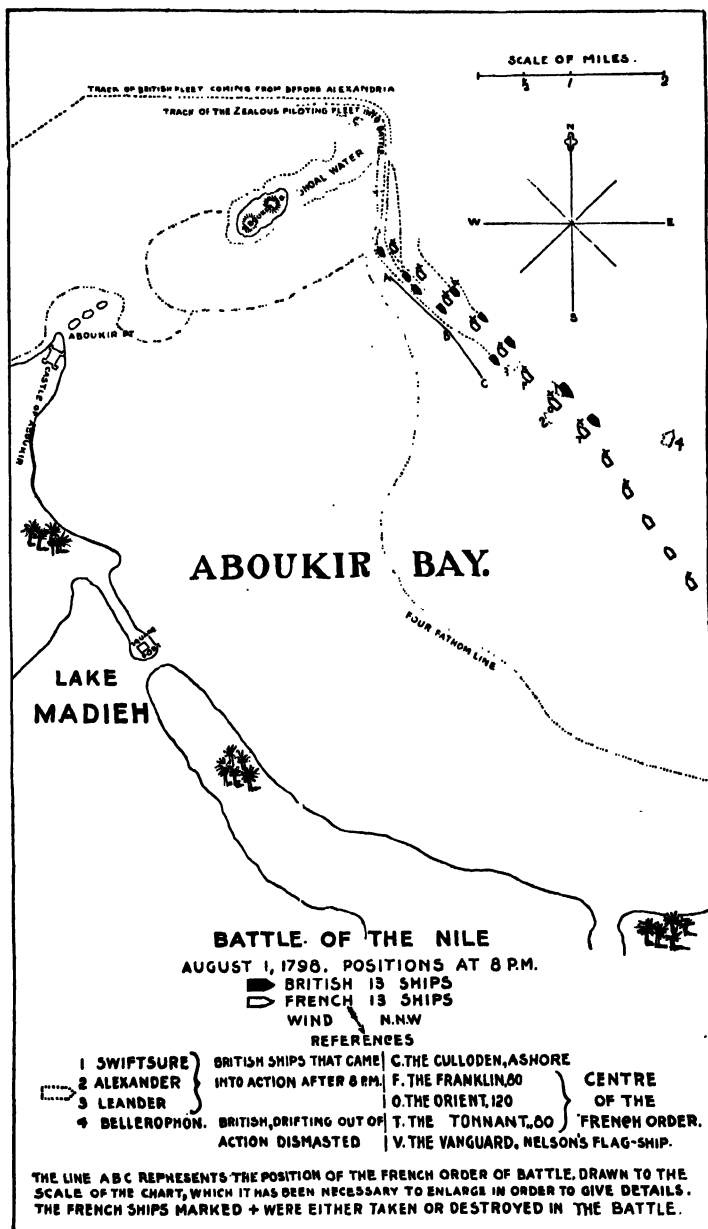 SCALE OF MILES.
½ 1 2
TRACK OF BRITISH FLEET COMING FROM BEFORE ALEXANDRIA
TRACK OF THE ZEALOUS PILOTING FLEET INTO BATTLE
C
SHOAL WATER
N
W E
S
ABOUKIR PT
CASTLE OF ABOUKIR
A
B
C
3
F
1
2
O
T
4
ABOUKIR BAY.
FOUR FATHOM LINE
SQUARE
FORT
LAKE
MADIEH
BATTLE OF THE NILE
AUGUST 1, 1798. POSITIONS AT 8 P.M.
BRITISH 13 SHIPS
FRENCH 13 SHIPS
WIND N.N.W
REFERENCES
1 SWIFTSURE
2 ALEXANDER
3 LEANDER
BRITISH SHIPS THAT CAME
INTO ACTION AFTER 8 P.M.
4 BELLEROPHON. BRITISH, DRIFTING OUT OF
ACTION DISMASTED
C. THE CULLODEN, ASHORE
F. THE FRANKLIN, 80
O. THE ORIENT, 120
T. THE TONNANT, 80
CENTRE
OF THE
FRENCH ORDER.
V. THE VANGUARD, NELSON'S FLAG-SHIP.
THE LINE ABC REPRESENTS THE POSITION OF THE FRENCH ORDER OF BATTLE, DRAWN TO THE
SCALE OF THE CHART, WHICH IT HAS BEEN NECESSARY TO ENLARGE IN ORDER TO GIVE DETAILS.
THE FRENCH SHIPS MARKED + WERE EITHER TAKEN OR DESTROYED IN THE BATTLE.